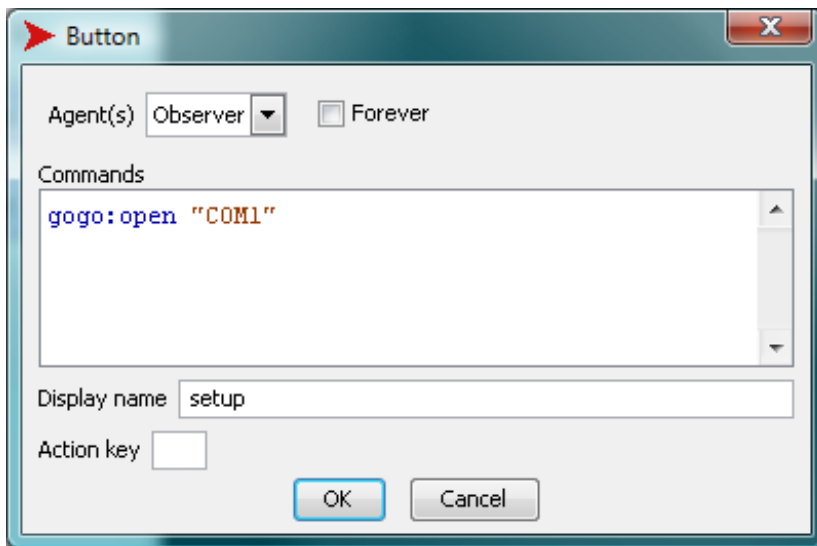 Button
Agent(s) Observer Forever
Commands
gogo:open "COM1"
Display name setup
Action key
OK Cancel